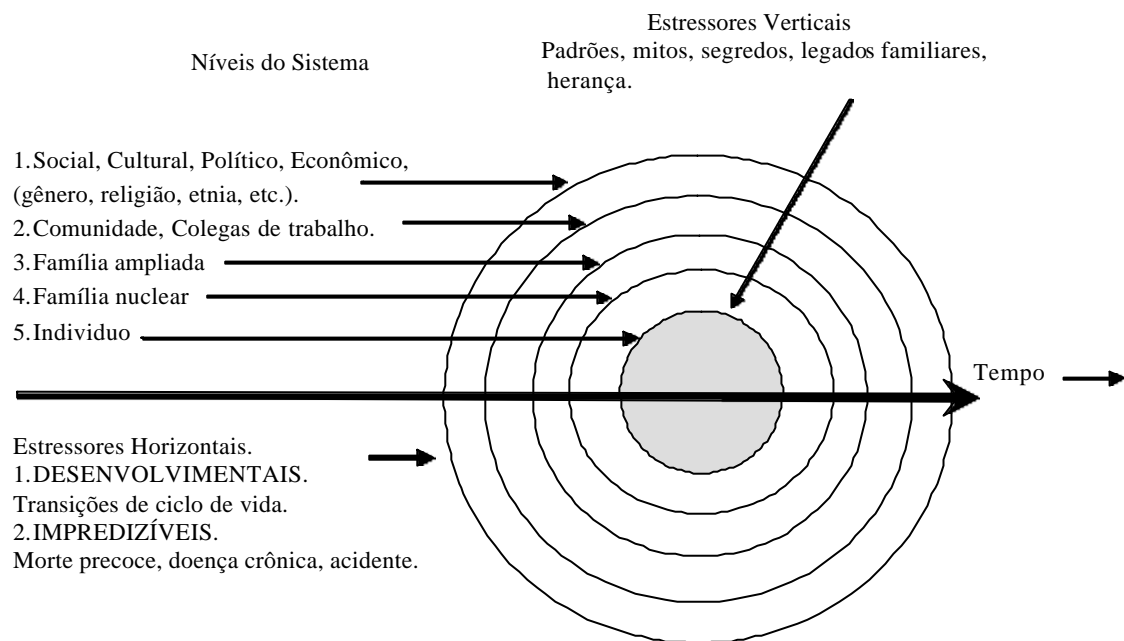 Estressores Verticais
Padrões, mitos, segredos, legados familiares,
herança.
Níveis do Sistema
1.Social, Cultural, Político, Econômico,
(gênero, religião, etnia, etc.).
2.Comunidade, Colegas de trabalho.
3.Família ampliada
4.Família nuclear
5.Individuo
Tempo
Estressores Horizontais.
1.DESENVOLVIMENTAIS.
Transições de ciclo de vida.
2.IMPREDIZÍVEIS.
Morte precoce, doença crônica, acidente.